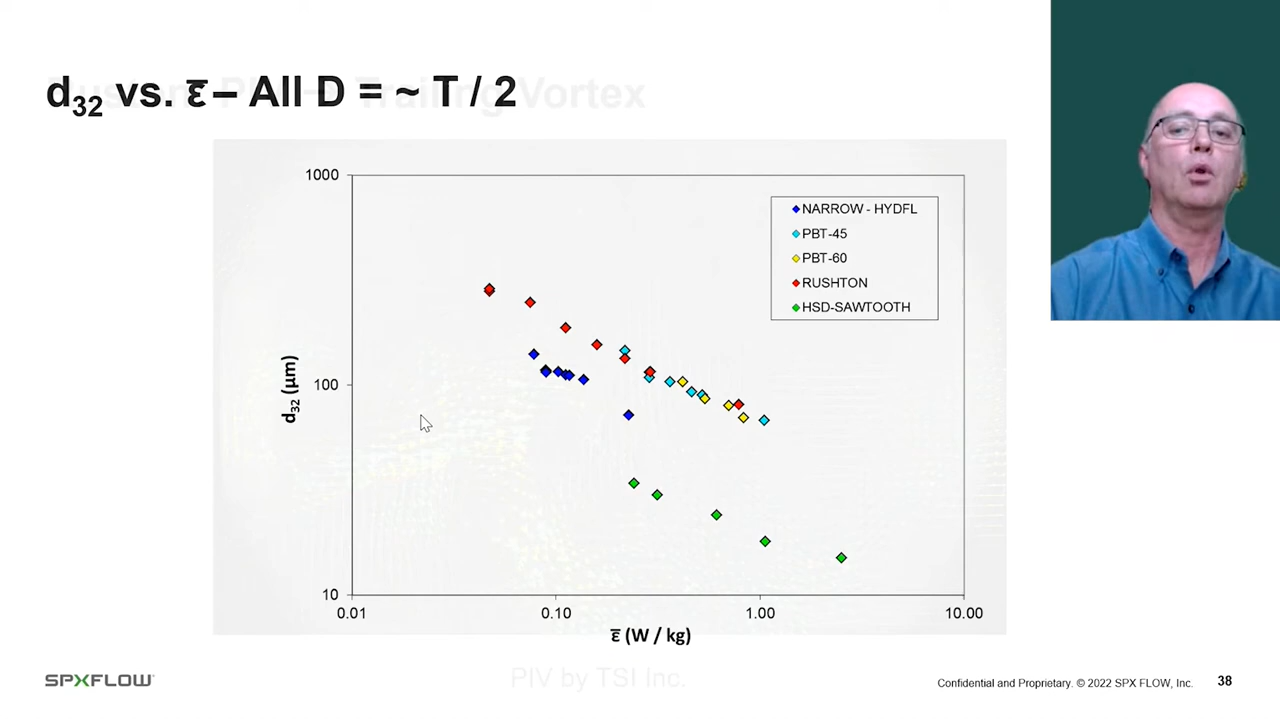 d32 vs. ε̅ – All D = ~ T / 2
Trailing Vortex
1000
100
10
d32 (μm)
0.01
0.10
1.00
10.00
ε̅ (W / kg)
NARROW - HYDFL
PBT-45
PBT-60
RUSHTON
HSD-SAWTOOTH
PIV by TSI Inc.
SPXFLOW
Confidential and Proprietary. © 2022 SPX FLOW, Inc.
38